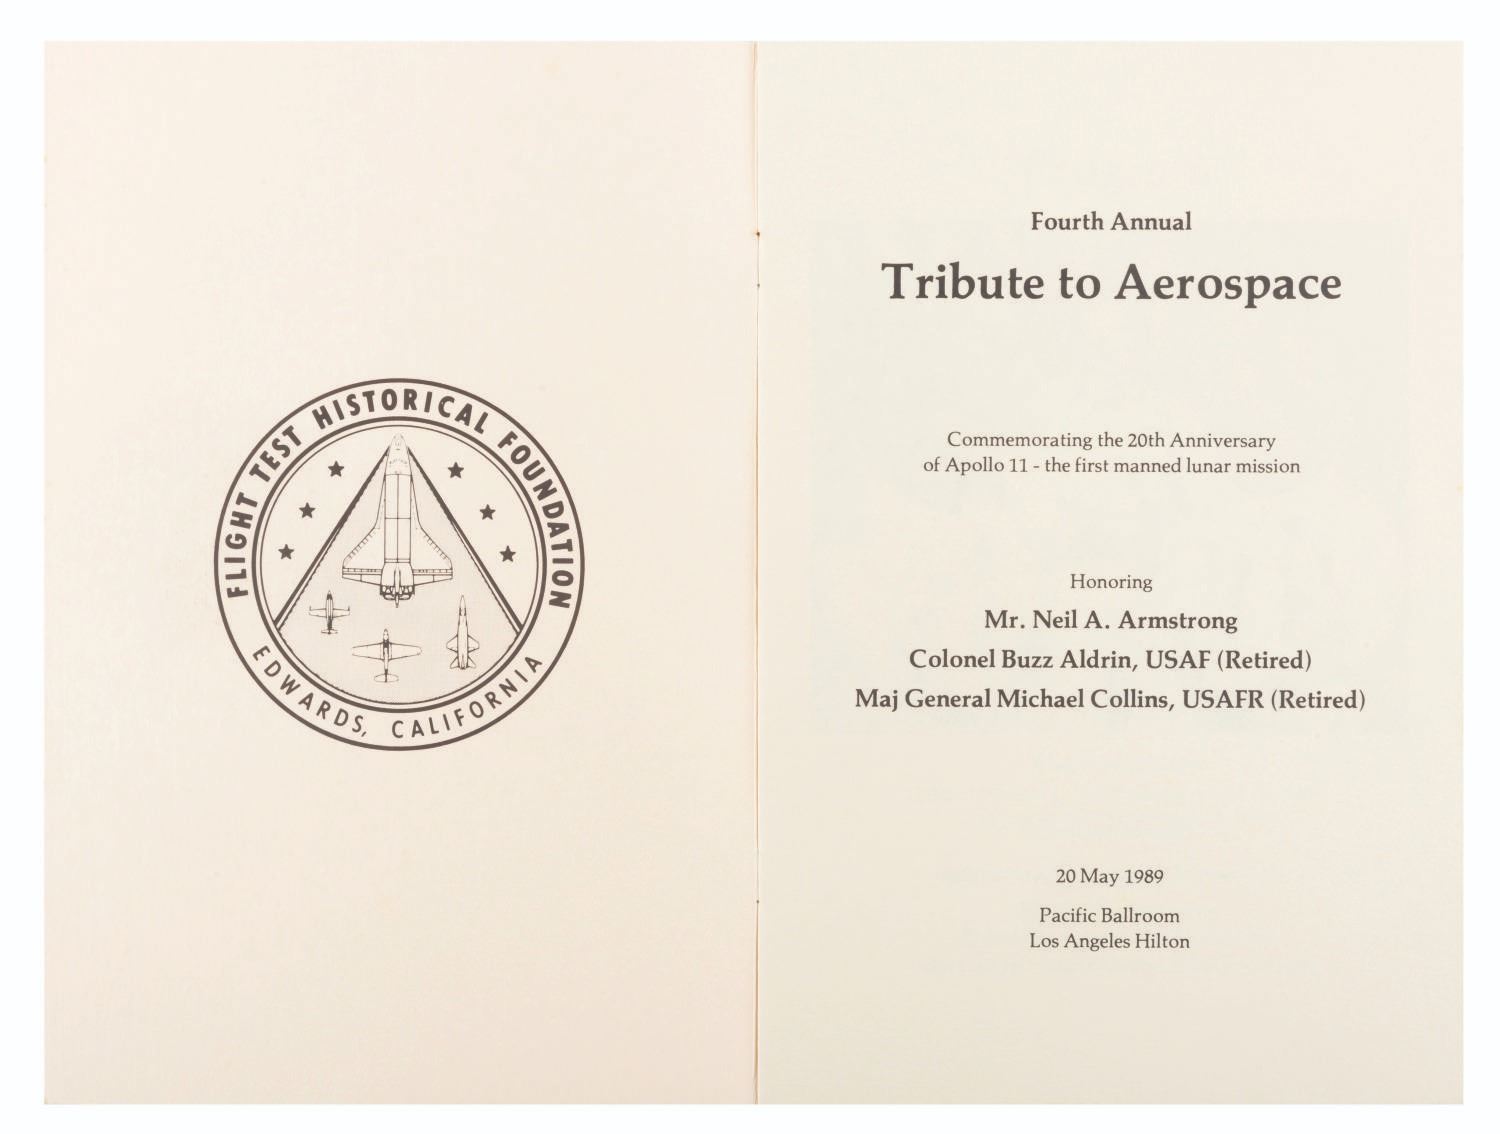 FLIGHT TEST HISTORICAL FOUNDATION
EDWARDS, CALIFORNIA
Fourth Annual
Tribute to Aerospace
Commemorating the 20th Anniversary
of Apollo 11 - the first manned lunar mission
Honoring
Mr. Neil A. Armstrong
Colonel Buzz Aldrin, USAF (Retired)
Maj General Michael Collins, USAFR (Retired)
20 May 1989
Pacific Ballroom
Los Angeles Hilton